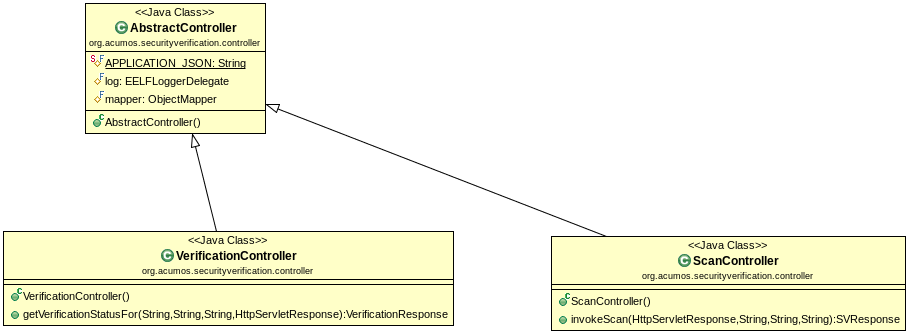 <<Java Class>>
AbstractController
org.acumos.securityverification.controller
APPLICATION_JSON: String
log: EELFLoggerDelegate
mapper: ObjectMapper
AbstractController()
<<Java Class>>
VerificationController
org.acumos.securityverification.controller
VerificationController()
getVerificationStatusFor(String,String,String,HttpServletResponse):VerificationResponse
<<Java Class>>
ScanController
org.acumos.securityverification.controller
ScanController()
invokeScan(HttpServletResponse,String,String,String):SVResponse